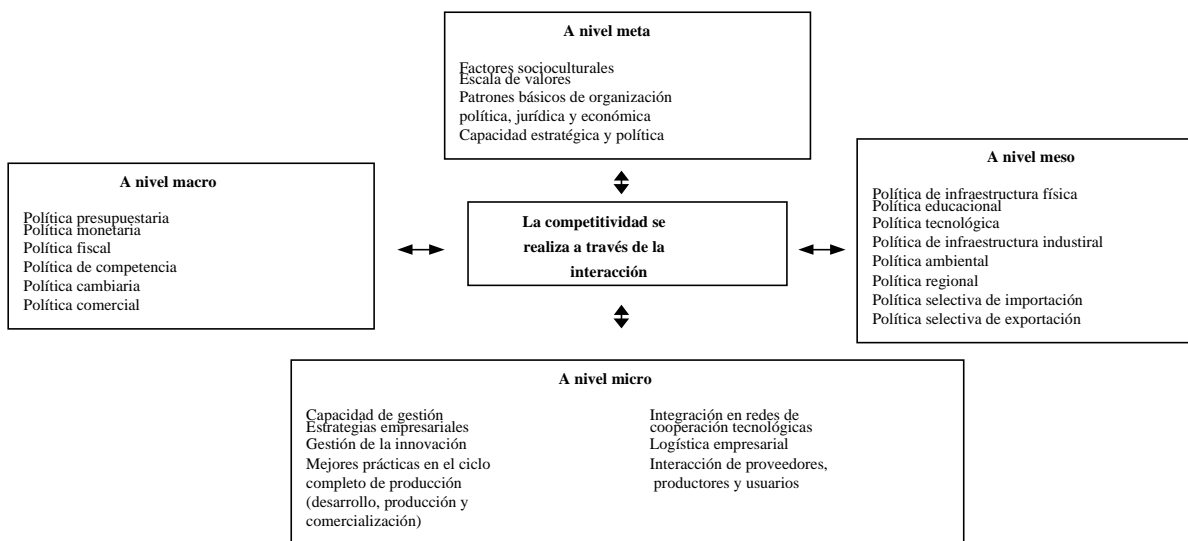 A nivel meta
Factores socioculturales
Escala de valores
Patrones básicos de organización
política, jurídica y económica
Capacidad estratégica y política
A nivel macro
Política presupuestaria
Política monetaria
Política fiscal
Política de competencia
Política cambiaria
Política comercial
La competitividad se
realiza a través de la
interacción
A nivel meso
Política de infraestructura física
Política educacional
Política tecnológica
Política de infraestructura industiral
Política ambiental
Política regional
Política selectiva de importación
Política selectiva de exportación
A nivel micro
Capacidad de gestión
Estrategias empresariales
Gestión de la innovación
Mejores prácticas en el ciclo
completo de producción
(desarrollo, producción y
comercialización)
Integración en redes de
cooperación tecnológicas
Logística empresarial
Interacción de proveedores,
productores y usuarios